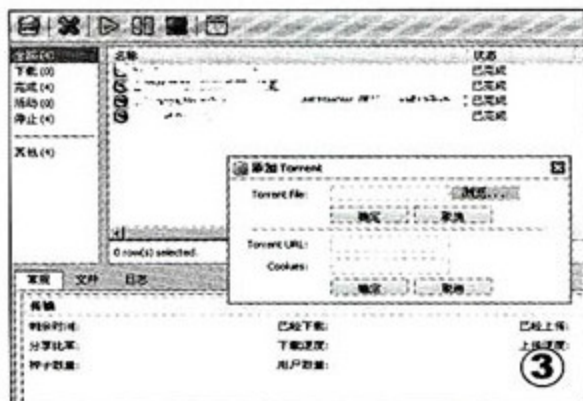 全部 (4)
下载 (0)
完成 (4)
活动 (0)
停止 (4)
其他 (4)
名称 状态
已完成
已完成
已完成
已完成
添加 Torrent
Torrent File: 浏览...
确定 取消
Torrent URL:
Cookies:
确定 取消
0 row(s) selected.
常规 文件 日志
传输
剩余时间: 已经下载: 已经上传:
分享比率: 下载速度: 上传速度:
种子数量: 用户数量:
③